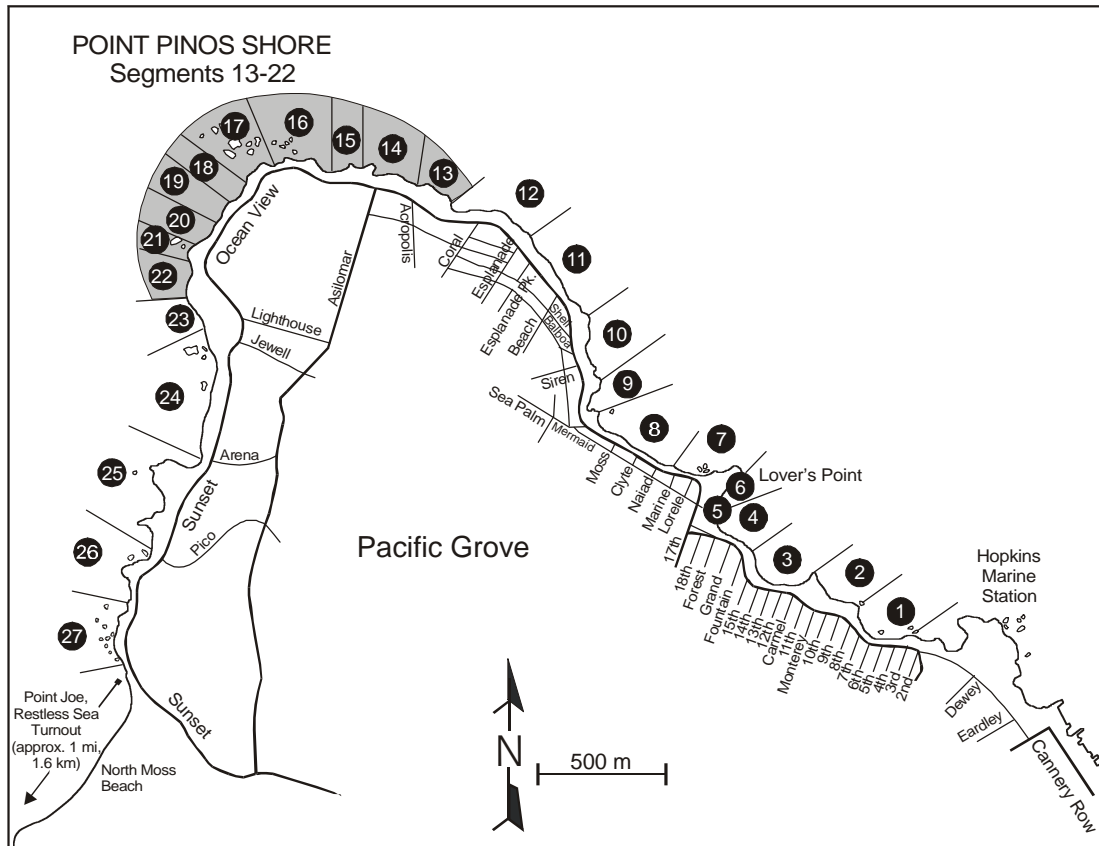 POINT PINOS SHORE
Segments 13-22
17
16
15
14
13
18
19
20
21
22
12
11
10
9
8
7
6
5
4
3
2
1
23
24
25
26
27
Ocean View
Asilomar
Acropolis
Coral
Esplanade
Esplanade Pk.
Beach
Shell
Balboa
Siren
Sea Palm
Mermaid
Moss
Clyte
Naiad
Marine
Lorele
17th
Lover's Point
Lighthouse
Jewell
Arena
Sunset
Pico
Pacific Grove
18th
Forest
Grand
Fountain
15th
14th
13th
12th
Carmel
11th
Monterey
10th
9th
8th
7th
6th
5th
4th
3rd
2nd
Hopkins
Marine
Station
Dewey
Eardley
Cannery Row
Sunset
Point Joe,
Restless Sea
Turnout
(approx. 1 mi,
1.6 km)
North Moss
Beach
N
500 m